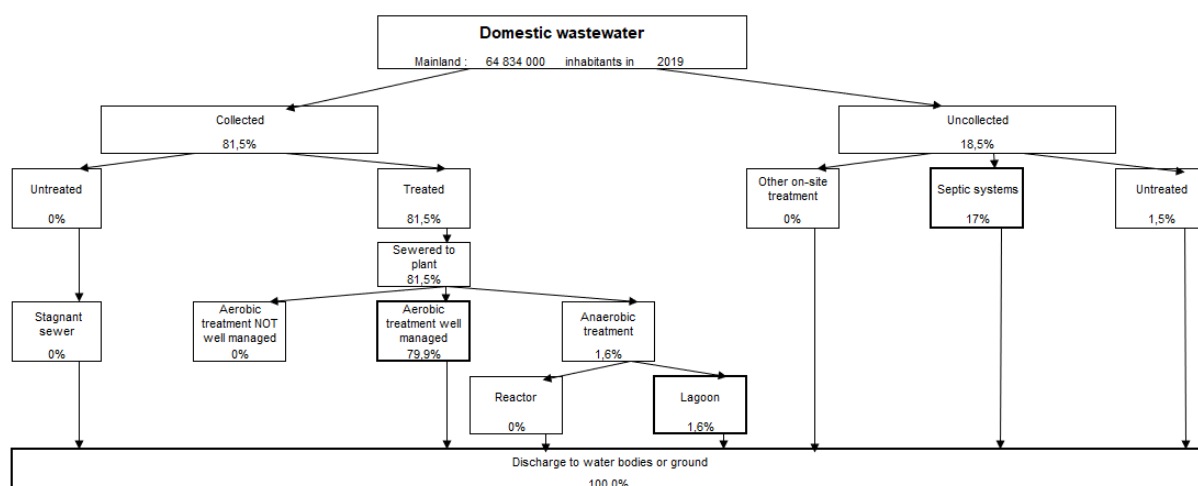 Domestic wastewater
Mainland : 64 834 000 inhabitants in 2019
Collected
81,5%
Uncollected
18,5%
Untreated
0%
Treated
81,5%
Other on-site
treatment
0%
Septic systems
17%
Untreated
1,5%
Sewered to
plant
81,5%
Stagnant
sewer
0%
Aerobic
treatment NOT
well managed
0%
Aerobic
treatment well
managed
79,9%
Anaerobic
treatment
1,6%
Reactor
0%
Lagoon
1,6%
Discharge to water bodies or ground
100,0%